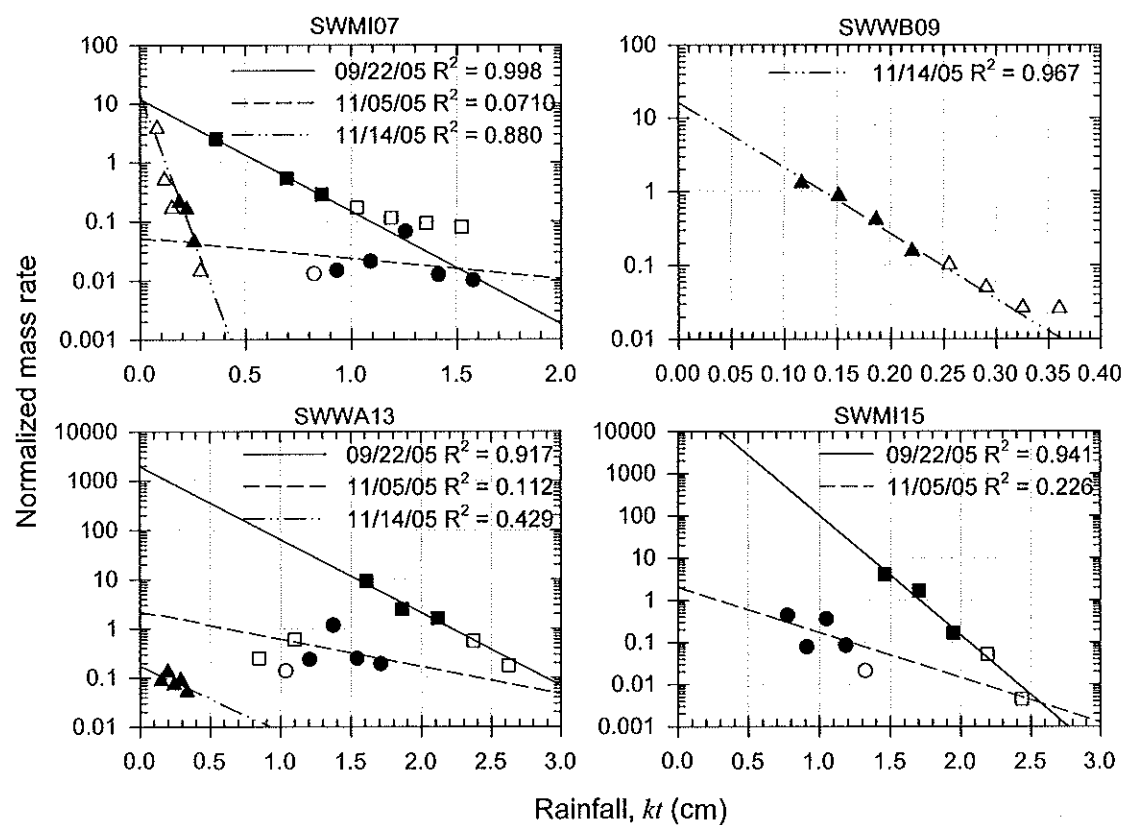 SWMI07
100
10
1
0.1
0.01
0.001
09/22/05 R² = 0.998
11/05/05 R² = 0.0710
11/14/05 R² = 0.880
0.0 0.5 1.0 1.5 2.0
SWWB09
100
10
1
0.1
0.01
11/14/05 R² = 0.967
0.00 0.05 0.10 0.15 0.20 0.25 0.30 0.35 0.40
Normalized mass rate
SWWA13
10000
1000
100
10
1
0.1
0.01
09/22/05 R² = 0.917
11/05/05 R² = 0.112
11/14/05 R² = 0.429
0.0 0.5 1.0 1.5 2.0 2.5 3.0
SWMI15
10000
1000
100
10
1
0.1
0.01
0.001
09/22/05 R² = 0.941
11/05/05 R² = 0.226
0.0 0.5 1.0 1.5 2.0 2.5 3.0
Rainfall, kt (cm)